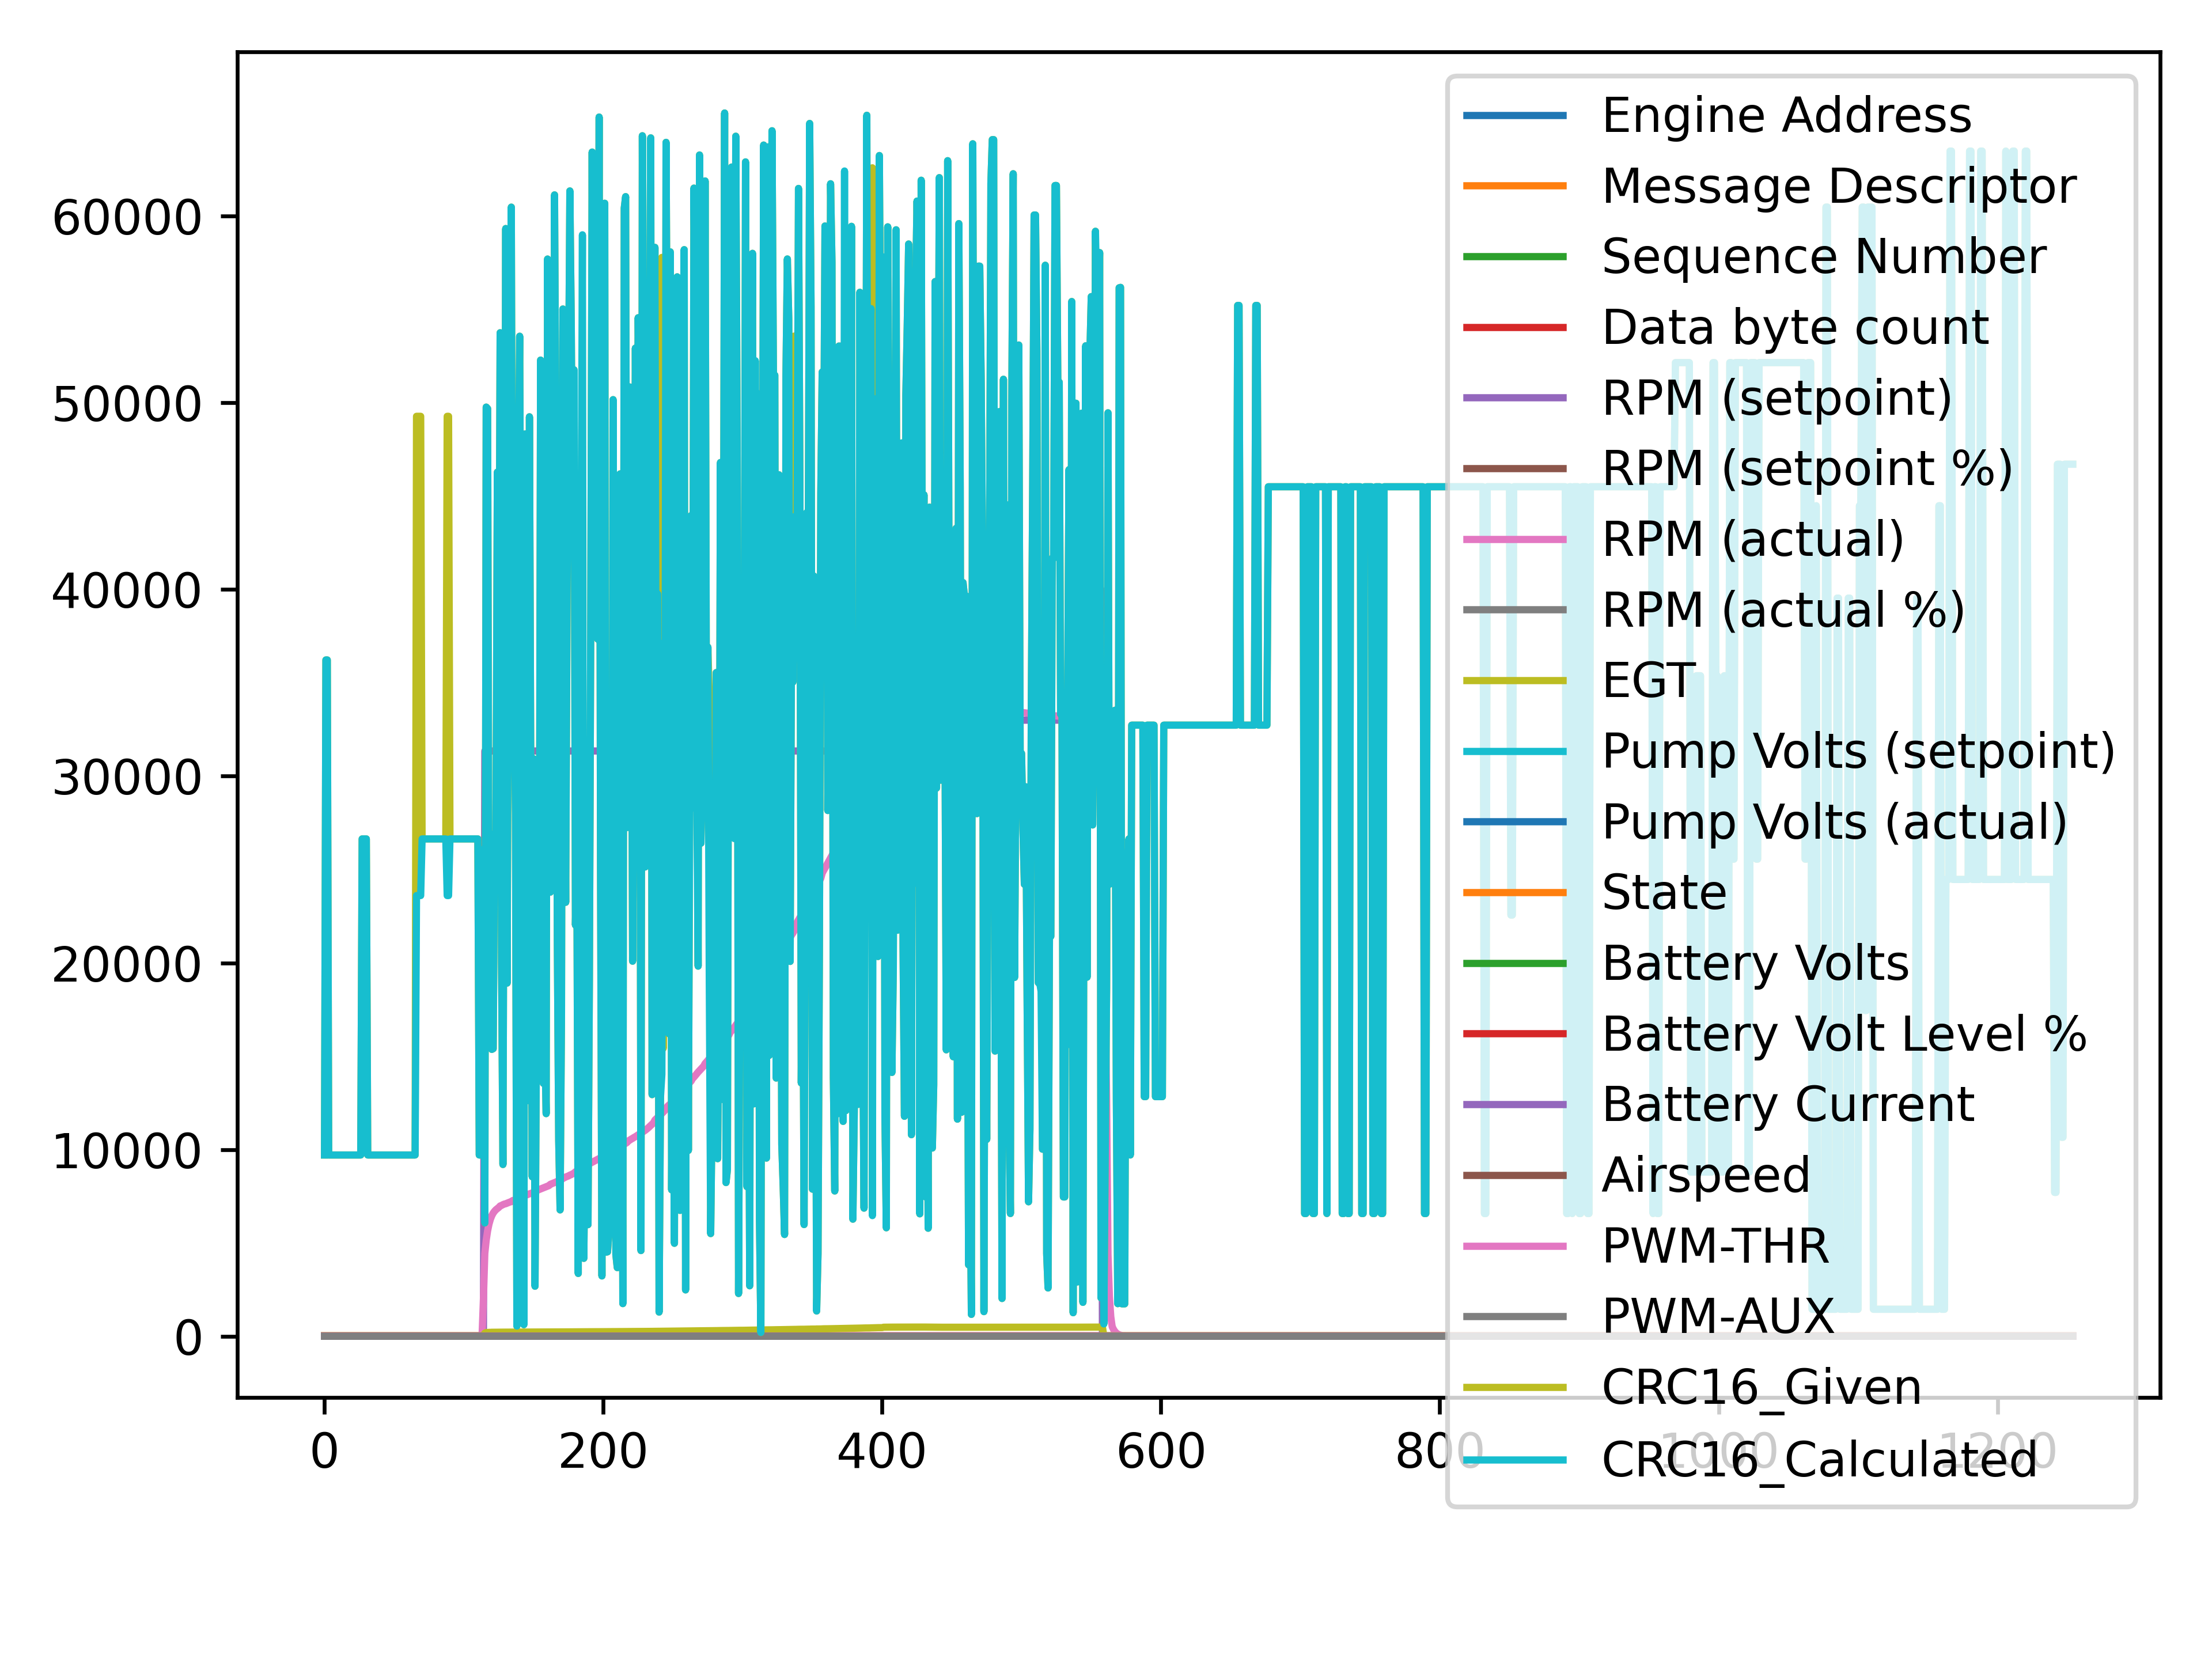 60000
50000
40000
30000
20000
10000
0
0 200 400 600 800 1000 1200
Engine Address
Message Descriptor
Sequence Number
Data byte count
RPM (setpoint)
RPM (setpoint %)
RPM (actual)
RPM (actual %)
EGT
Pump Volts (setpoint)
Pump Volts (actual)
State
Battery Volts
Battery Volt Level %
Battery Current
Airspeed
PWM-THR
PWM-AUX
CRC16_Given
CRC16_Calculated